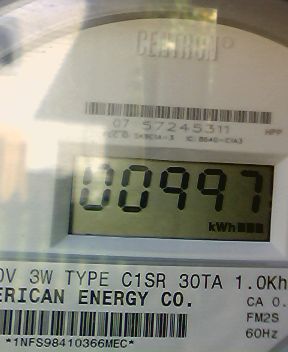 CENTRON
07 57245311 HPP
00997
kWh
0V 3W TYPE C1SR 30TA 1.0Kh
ERICAN ENERGY CO. CA 0.
FM2S
*1NFS98410366MEC* 60Hz